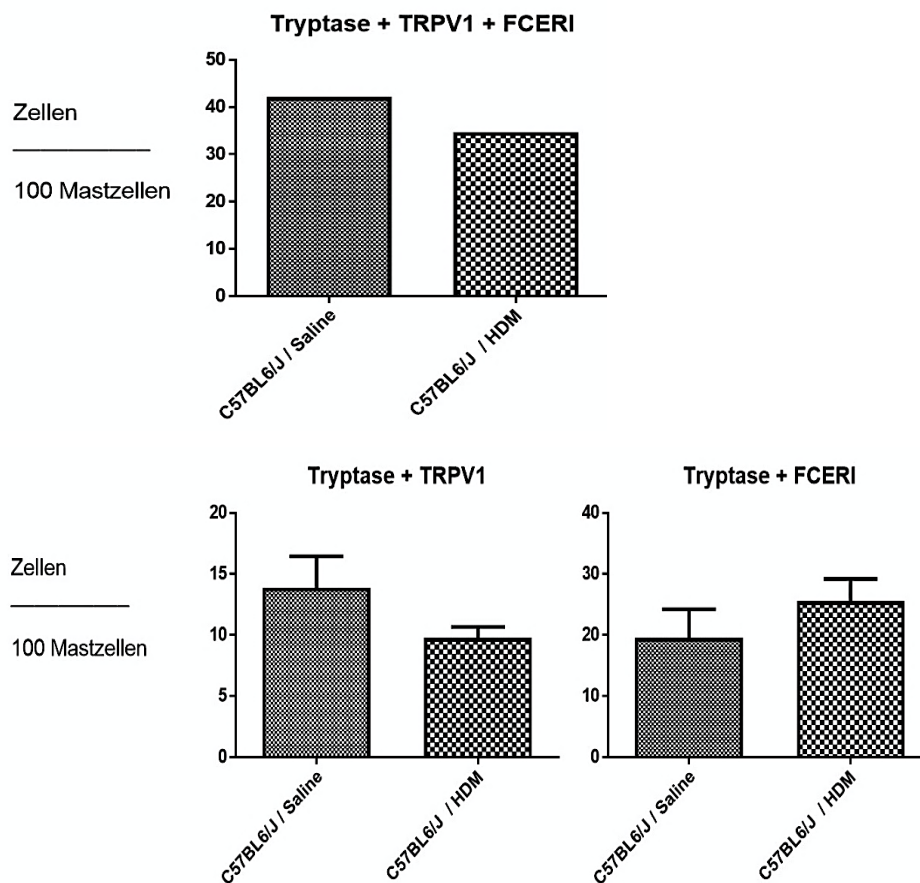 Tryptase + TRPV1 + FCERI
Zellen
100 Mastzellen
50
40
30
20
10
0
C57BL6/J / Saline
C57BL6/J / HDM
Tryptase + TRPV1
Zellen
100 Mastzellen
20
15
10
5
0
C57BL6/J / Saline
C57BL6/J / HDM
Tryptase + FCERI
40
30
20
10
0
C57BL6/J / Saline
C57BL6/J / HDM